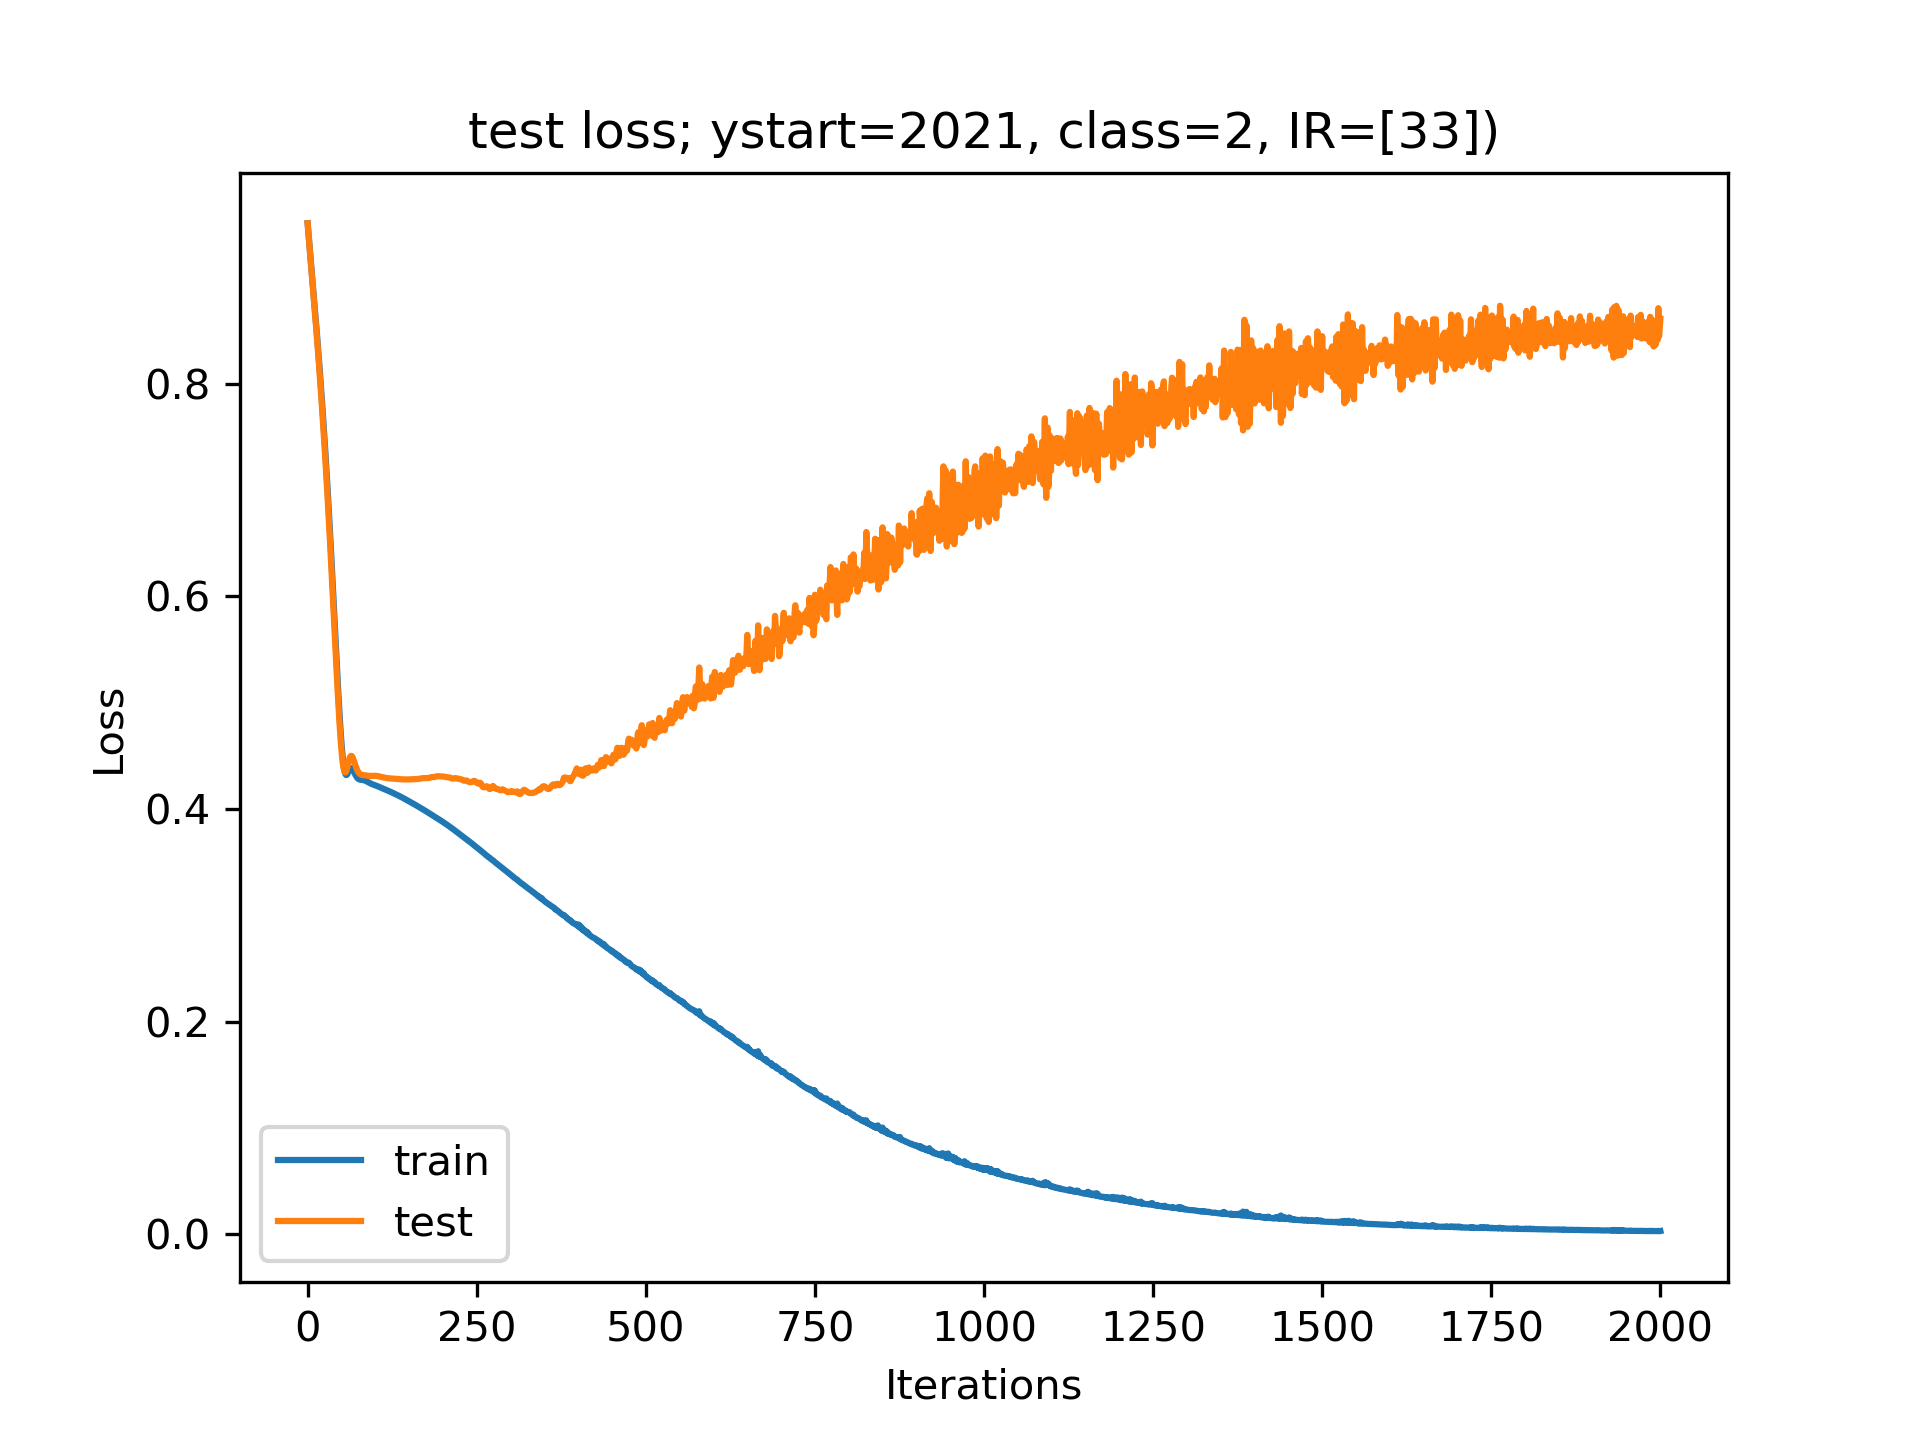 test loss; ystart=2021, class=2, IR=[33])
Loss
0.8
0.6
0.4
0.2
0.0
train
test
0 250 500 750 1000 1250 1500 1750 2000
Iterations